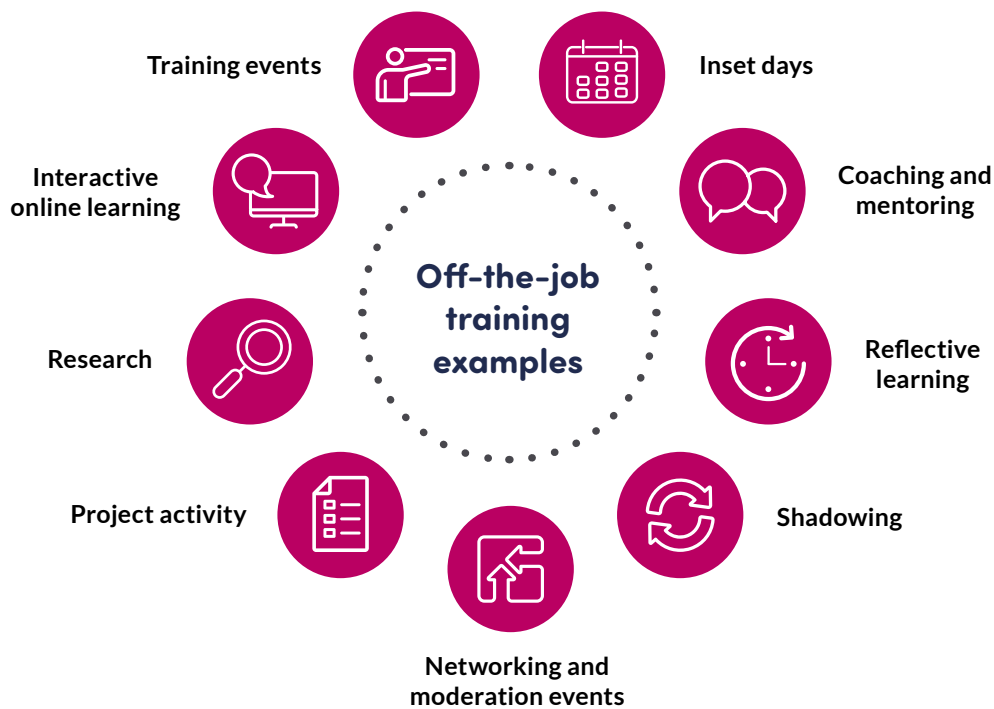 Training events
Inset days
Interactive
online learning
Coaching and
mentoring
Off-the-job
training
examples
Research
Reflective
learning
Project activity
Shadowing
Networking and
moderation events